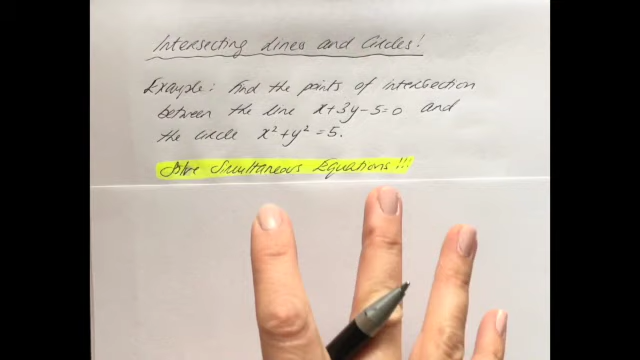 Intersecting Lines and Circles!
Example: Find the points of intersection
between the line x+3y-5=0 and
the circle x²+y²=5.
Solve Simultaneous Equations!!!